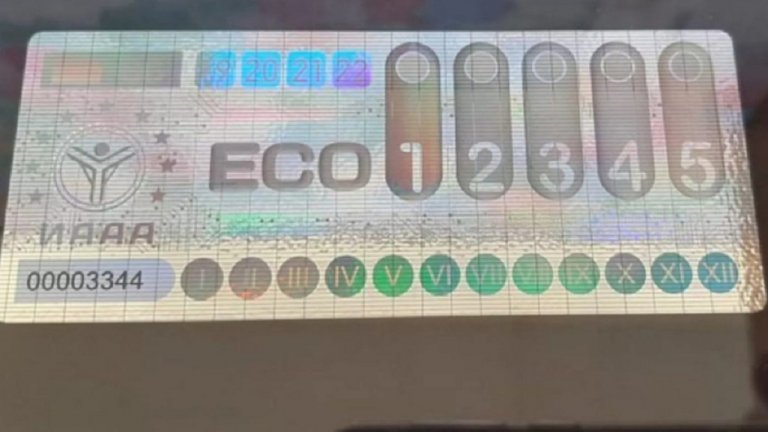 19 20 21 22
ECO 1 2 3 4 5
ИААА
00003344 I II III IV V VI VII VIII IX X XI XII